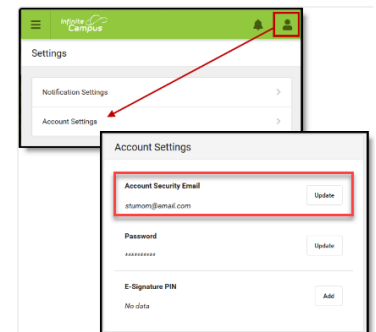 Infinite
Campus
Settings
Notification Settings
Account Settings
Account Settings
Account Security Email
Update
stumom@email.com
Password
Update
**********
E-Signature PIN
Add
No data